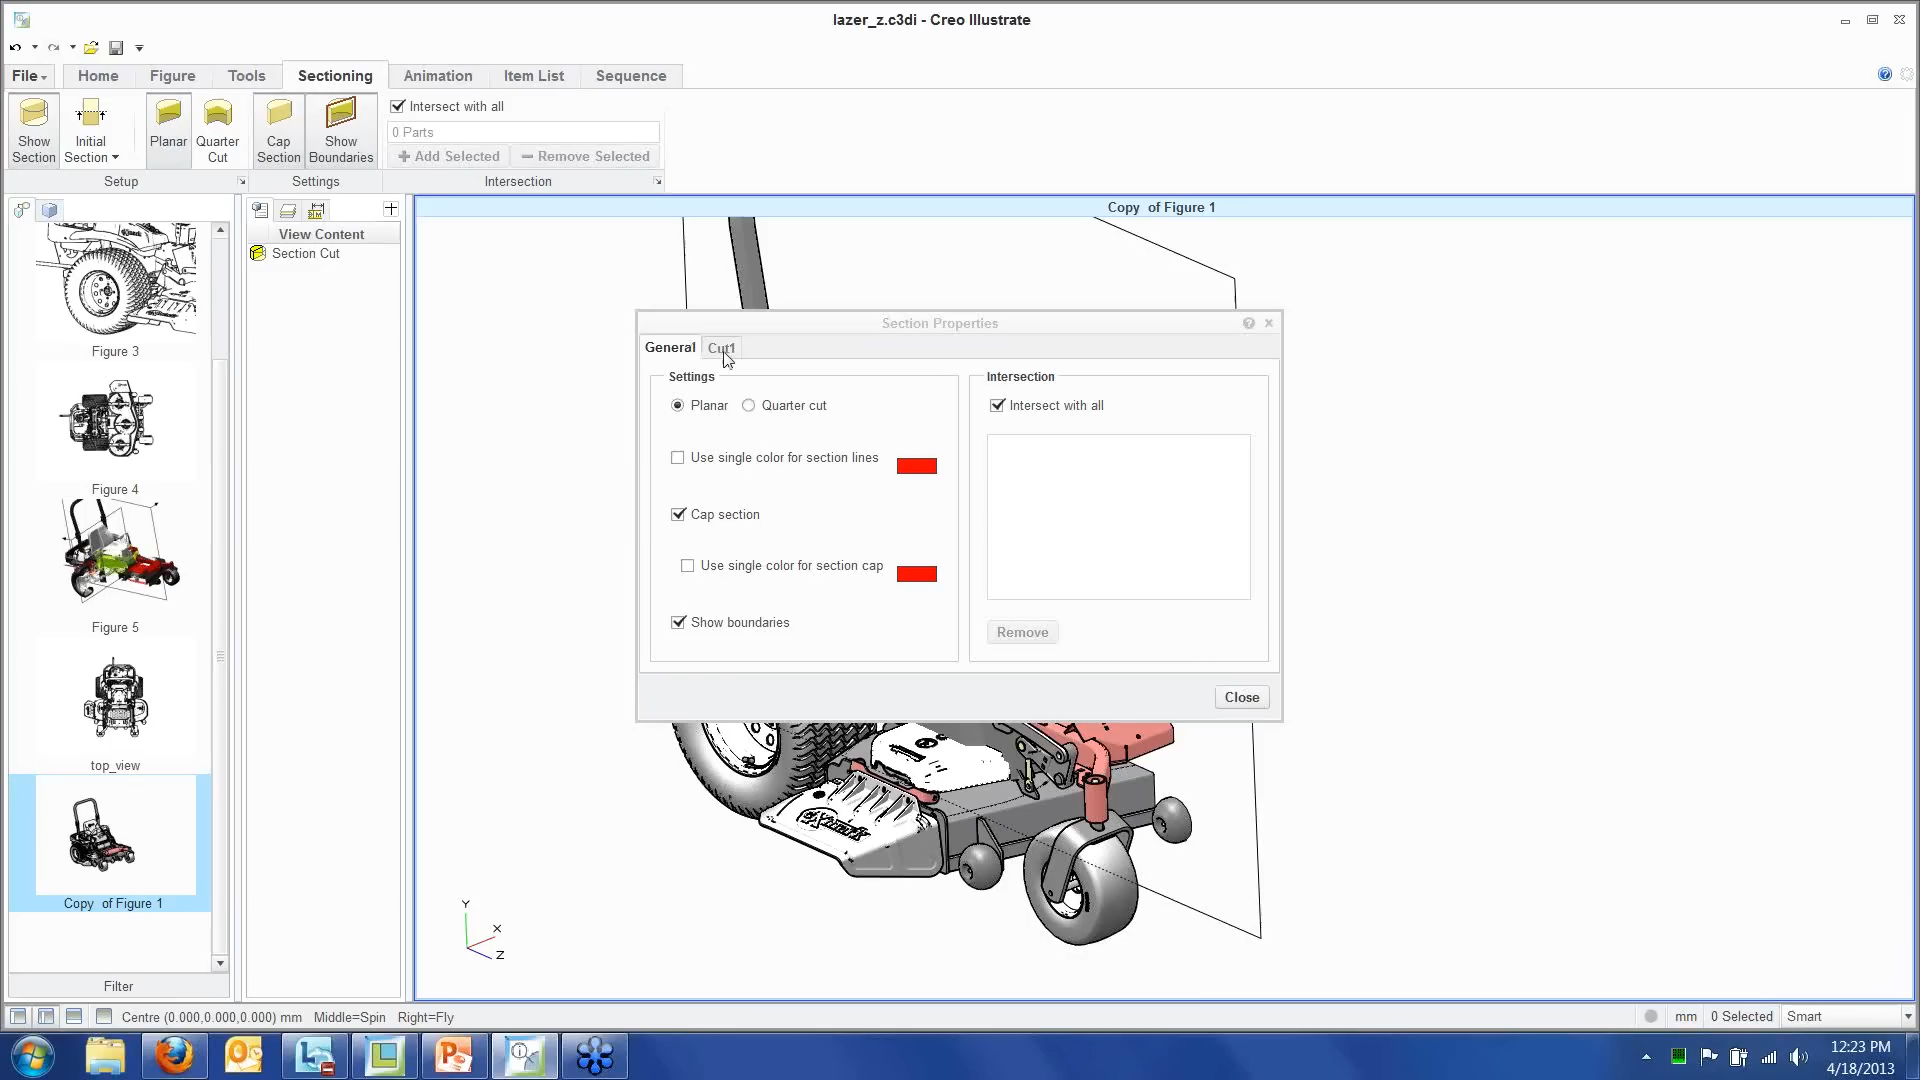 lazer_z.c3di - Creo Illustrate
File
Home
Figure
Tools
Sectioning
Animation
Item List
Sequence
Show Section
Initial Section
Planar
Quarter Cut
Cap Section
Show Boundaries
Intersect with all
0 Parts
Add Selected
Remove Selected
Setup
Settings
Intersection
Figure 3
Figure 4
Figure 5
top_view
Copy of Figure 1
Filter
View Content
Section Cut
Copy of Figure 1
Section Properties
General
Cut1
Settings
Planar
Quarter cut
Use single color for section lines
Cap section
Use single color for section cap
Show boundaries
Intersection
Intersect with all
Remove
Close
eXmark
Y
X
Z
Centre (0.000,0.000,0.000) mm Middle=Spin Right=Fly
mm
0 Selected
Smart
12:23 PM
4/18/2013